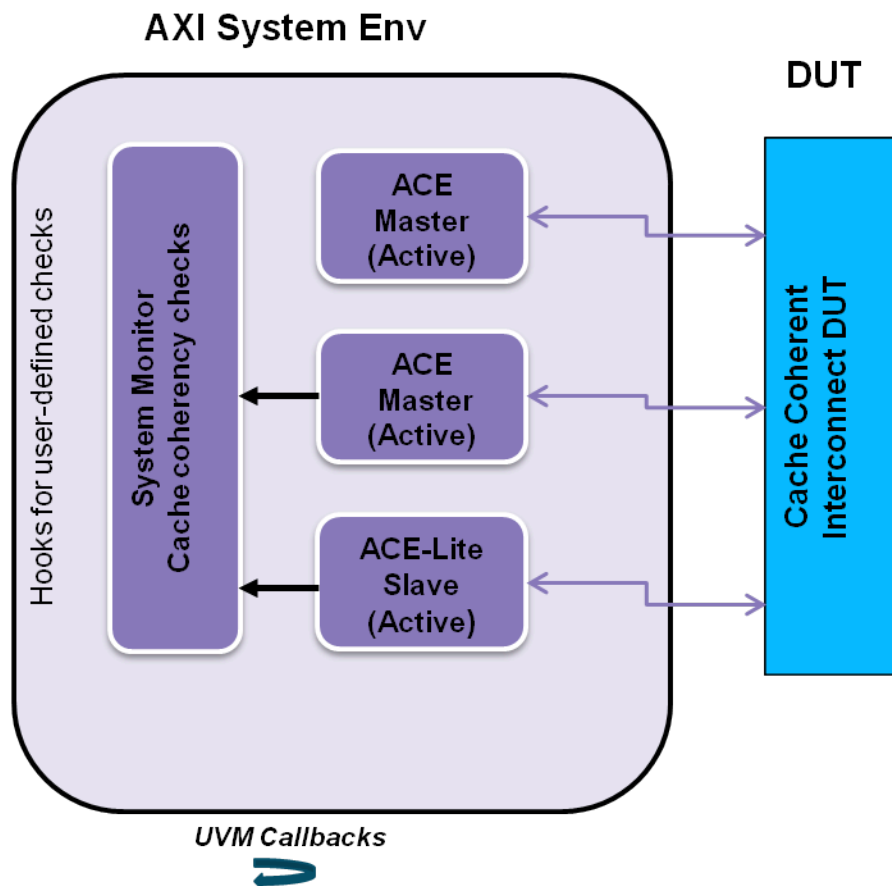 AXI System Env
DUT
Hooks for user-defined checks
System Monitor
Cache coherency checks
ACE
Master
(Active)
ACE
Master
(Active)
ACE-Lite
Slave
(Active)
Cache Coherent
Interconnect DUT
UVM Callbacks